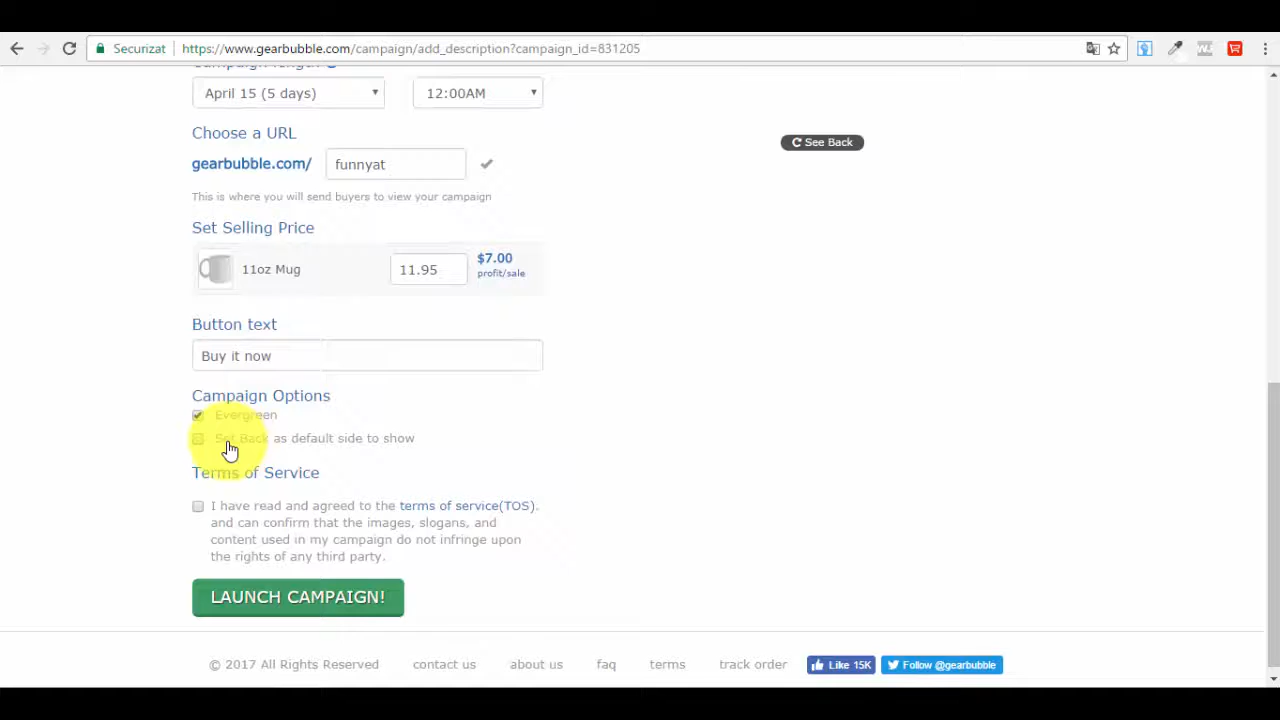 Securizat
https://www.gearbubble.com/campaign/add_description?campaign_id=831205
April 15 (5 days)
12:00AM
Choose a URL
See Back
gearbubble.com/
funnyat
This is where you will send buyers to view your campaign
Set Selling Price
11oz Mug
11.95
$7.00
profit/sale
Button text
Buy it now
Campaign Options
Evergreen
Set Back as default side to show
Terms of Service
I have read and agreed to the terms of service(TOS).
and can confirm that the images, slogans, and
content used in my campaign do not infringe upon
the rights of any third party.
LAUNCH CAMPAIGN!
© 2017 All Rights Reserved
contact us
about us
faq
terms
track order
Like 15K
Follow @gearbubble